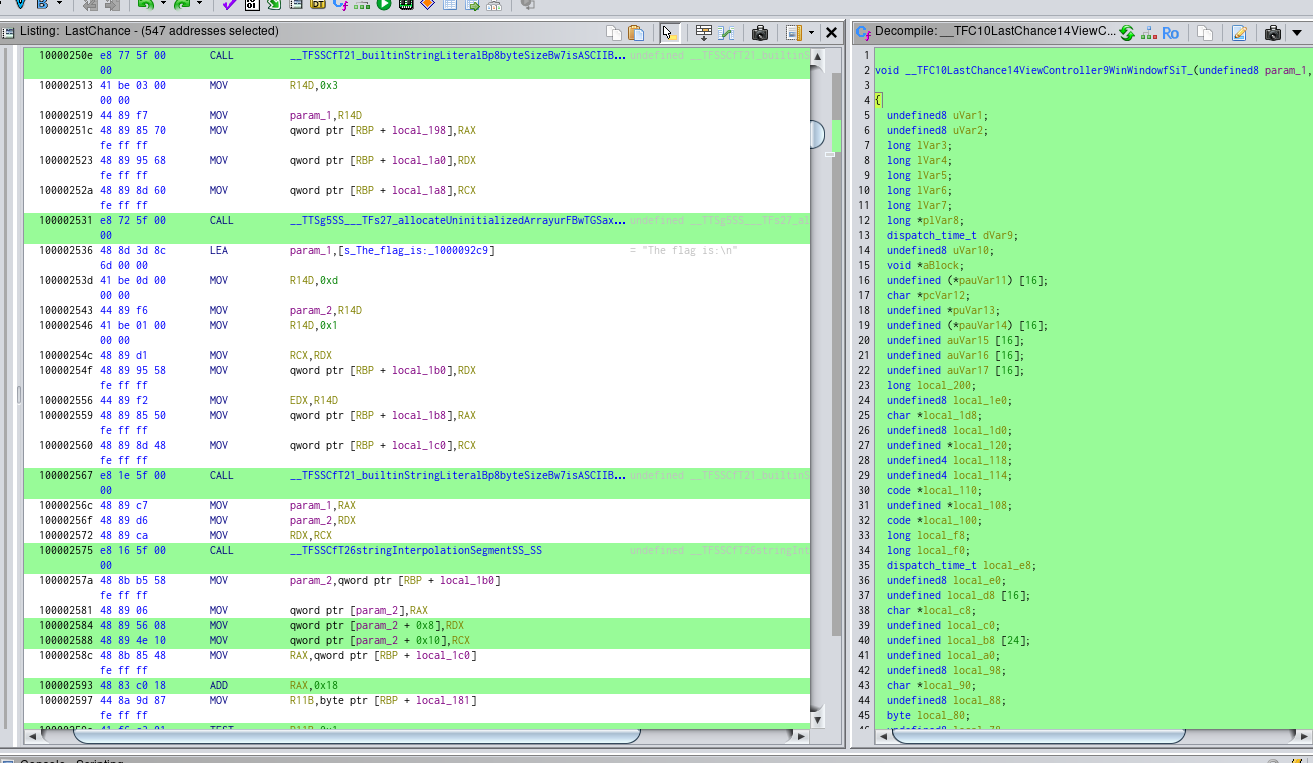 Listing: LastChance - (547 addresses selected)
10000250e e8 77 5f 00 CALL __TFSSCfT21_builtinStringLiteralBp8byteSizeBw7isASCIIB... undefined __TFSSCfT21_builtinS
00
100002513 41 be 03 00 MOV R14D,0x3
00 00
100002519 44 89 f7 MOV param_1,R14D
10000251c 48 89 85 70 MOV qword ptr [RBP + local_198],RAX
fe ff ff
100002523 48 89 95 68 MOV qword ptr [RBP + local_1a0],RDX
fe ff ff
10000252a 48 89 8d 60 MOV qword ptr [RBP + local_1a8],RCX
fe ff ff
100002531 e8 72 5f 00 CALL __TTSg5SS___TFs27_allocateUninitializedArrayurFBwTGSax... undefined __TTSg5SS___TFs27_al
00
100002536 48 8d 3d 8c LEA param_1,[s_The_flag_is:_1000092c9] = "The flag is:\n"
6d 00 00
10000253d 41 be 0d 00 MOV R14D,0xd
00 00
100002543 44 89 f6 MOV param_2,R14D
100002546 41 be 01 00 MOV R14D,0x1
00 00
10000254c 48 89 d1 MOV RCX,RDX
10000254f 48 89 95 58 MOV qword ptr [RBP + local_1b0],RDX
fe ff ff
100002556 44 89 f2 MOV EDX,R14D
100002559 48 89 85 50 MOV qword ptr [RBP + local_1b8],RAX
fe ff ff
100002560 48 89 8d 48 MOV qword ptr [RBP + local_1c0],RCX
fe ff ff
100002567 e8 1e 5f 00 CALL __TFSSCfT21_builtinStringLiteralBp8byteSizeBw7isASCIIB... undefined __TFSSCfT21_builtinS
00
10000256c 48 89 c7 MOV param_1,RAX
10000256f 48 89 d6 MOV param_2,RDX
100002572 48 89 ca MOV RDX,RCX
100002575 e8 16 5f 00 CALL __TFSSCfT26stringInterpolationSegmentSS_SS undefined __TFSSCfT26stringInt
00
10000257a 48 8b b5 58 MOV param_2,qword ptr [RBP + local_1b0]
fe ff ff
100002581 48 89 06 MOV qword ptr [param_2],RAX
100002584 48 89 56 08 MOV qword ptr [param_2 + 0x8],RDX
100002588 48 89 4e 10 MOV qword ptr [param_2 + 0x10],RCX
10000258c 48 8b 85 48 MOV RAX,qword ptr [RBP + local_1c0]
fe ff ff
100002593 48 83 c0 18 ADD RAX,0x18
100002597 44 8a 9d 87 MOV R11B,byte ptr [RBP + local_181]
fe ff ff
Decompile: __TFC10LastChance14ViewC...
Ro
1
2 void __TFC10LastChance14ViewController9WinWindowfSiT_(undefined8 param_1,
3
4 {
5 undefined8 uVar1;
6 undefined8 uVar2;
7 long lVar3;
8 long lVar4;
9 long lVar5;
10 long lVar6;
11 long lVar7;
12 long *plVar8;
13 dispatch_time_t dVar9;
14 undefined8 uVar10;
15 void *aBlock;
16 undefined (*pauVar11) [16];
17 char *pcVar12;
18 undefined *puVar13;
19 undefined (*pauVar14) [16];
20 undefined auVar15 [16];
21 undefined auVar16 [16];
22 undefined auVar17 [16];
23 long local_200;
24 undefined8 local_1e0;
25 char *local_1d8;
26 undefined8 local_1d0;
27 undefined *local_120;
28 undefined4 local_118;
29 undefined4 local_114;
30 code *local_110;
31 undefined *local_108;
32 code *local_100;
33 long local_f8;
34 long local_f0;
35 dispatch_time_t local_e8;
36 undefined8 local_e0;
37 undefined local_d8 [16];
38 char *local_c8;
39 undefined8 local_c0;
40 undefined local_b8 [24];
41 undefined8 local_a0;
42 undefined8 local_98;
43 char *local_90;
44 undefined8 local_88;
45 byte local_80;